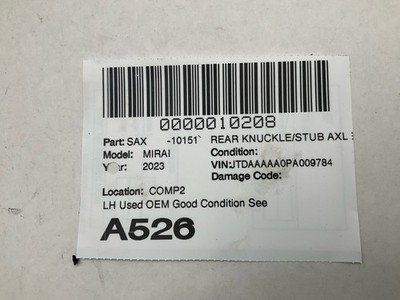 0000010208
Part: SAX -10151 REAR KNUCKLE/STUB AXL
Model: MIRAI Condition:
Year: 2023 VIN:JTDAAAAA0PA009784
Damage Code:
Location: COMP2
LH Used OEM Good Condition See
A526